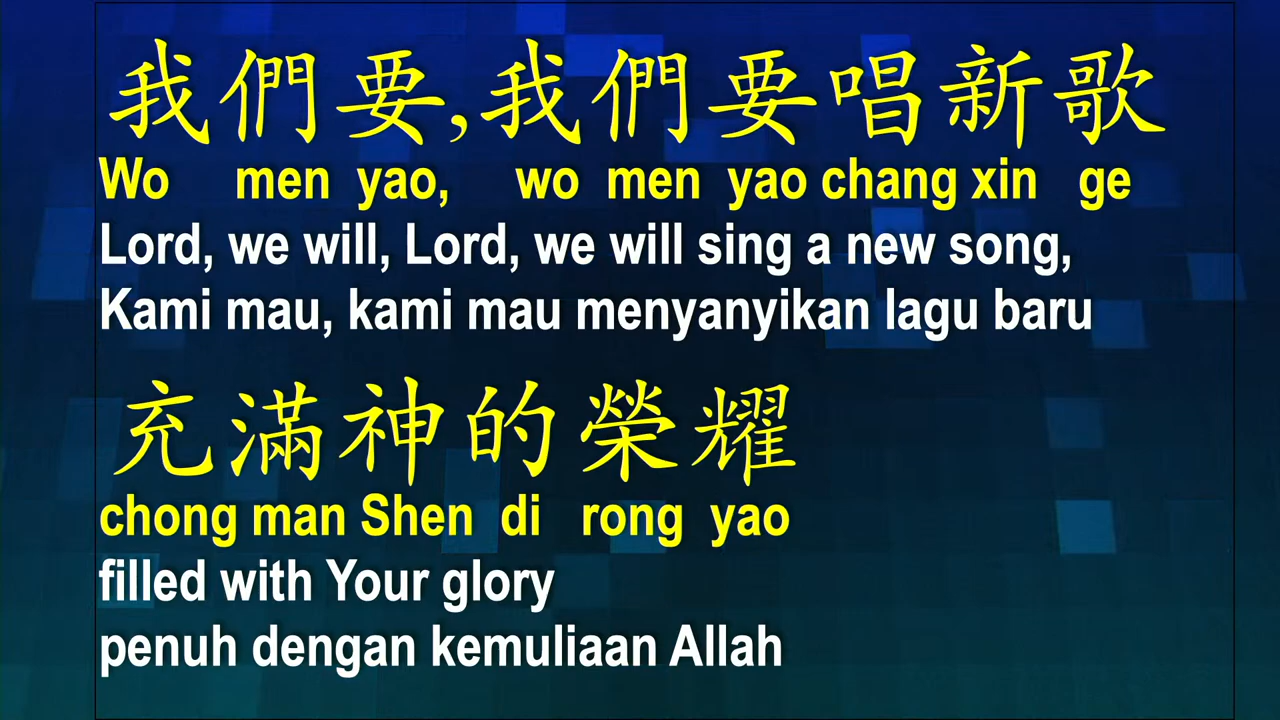 我們要,我們要唱新歌
Wo men yao, wo men yao chang xin ge
Lord, we will, Lord, we will sing a new song,
Kami mau, kami mau menyanyikan lagu baru
充滿神的榮耀
chong man Shen di rong yao
filled with Your glory
penuh dengan kemuliaan Allah